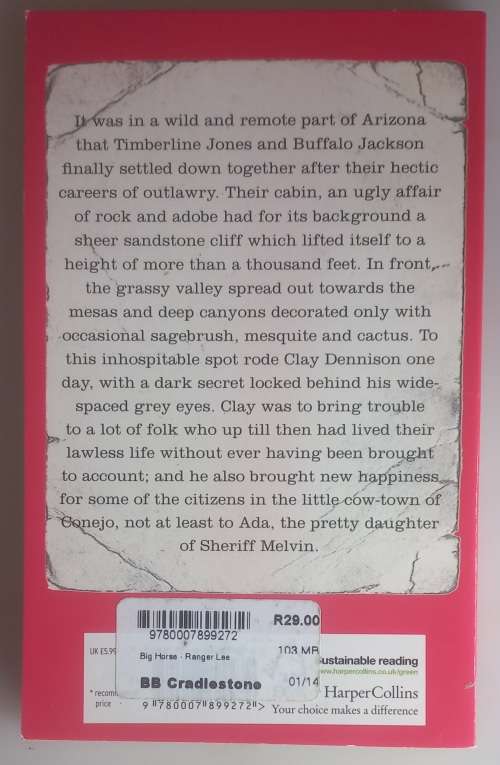 It was in a wild and remote part of Arizona
that Timberline Jones and Buffalo Jackson
finally settled down together after their hectic
careers of outlawry. Their cabin, an ugly affair
of rock and adobe had for its background a
sheer sandstone cliff which lifted itself to a
height of more than a thousand feet. In front,
the grassy valley spread out towards the
mesas and deep canyons decorated only with
occasional sagebrush, mesquite and cactus. To
this inhospitable spot rode Clay Dennison one
day, with a dark secret locked behind his wide-
spaced grey eyes. Clay was to bring trouble
to a lot of folk who up till then had lived their
lawless life without ever having been brought
to account; and he also brought new happiness
for some of the citizens in the little cow-town of
Conejo, not at least to Ada, the pretty daughter
of Sheriff Melvin.
R29.00
9780007899272
UK £5.99
Big Horse - Ranger Lee
103 MB
BB Cradlestone
01/14
* recomm
price
9 780007 899272 >
sustainable reading
www.harpercollins.co.uk/green
HarperCollins
Your choice makes a difference